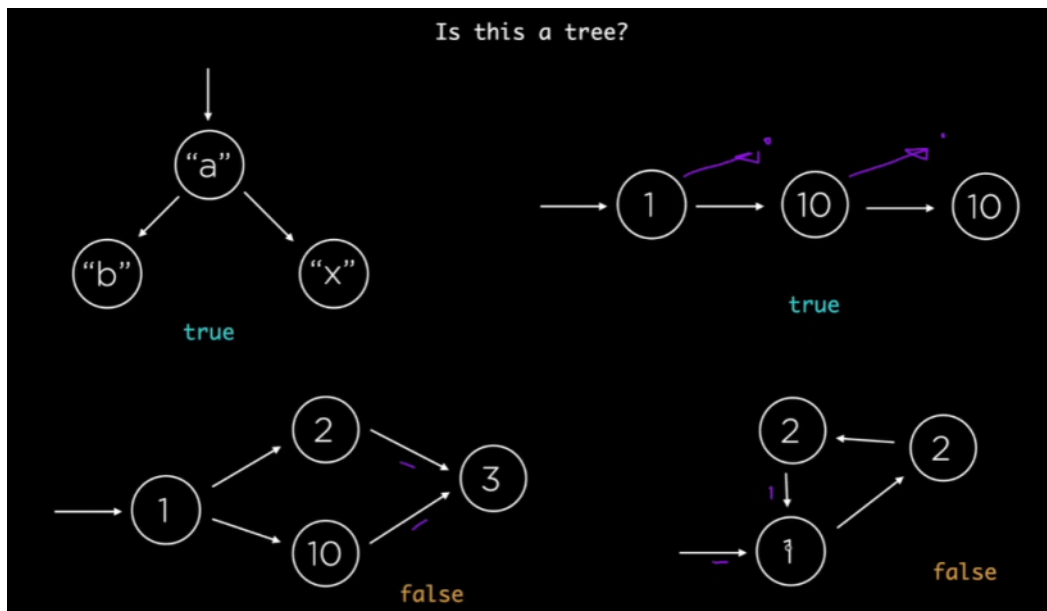 Is this a tree?
“a”
“b” “x”
true
1 10 10
true
2
1 3
10
false
2 2
1
false